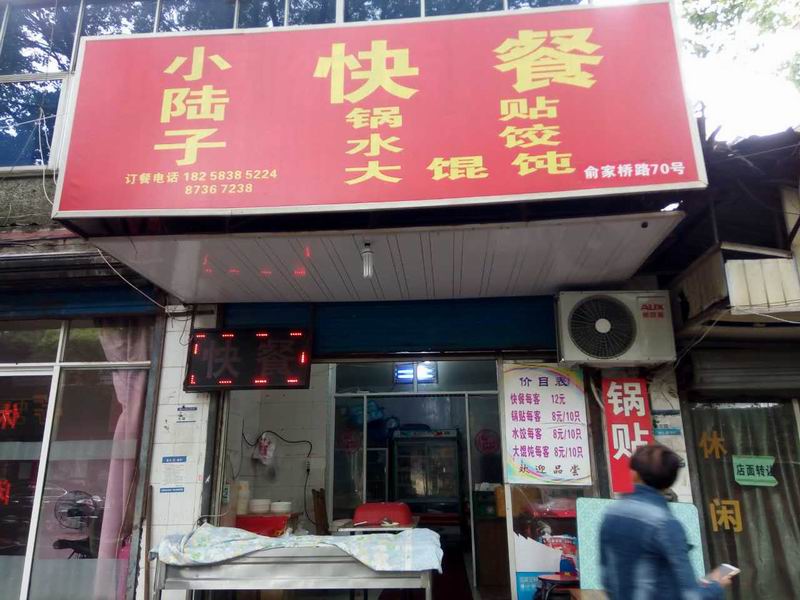 小陆子
快餐
锅贴
水饺
大馄饨
订餐电话 182 5838 5224
8736 7238
俞家桥路70号
快餐
AUX
价目表
快餐每客 12元
锅贴每客 8元/10只
水饺每客 8元/10只
大馄饨每客 8元/10只
欢迎品尝
锅贴
休闲
店面转让